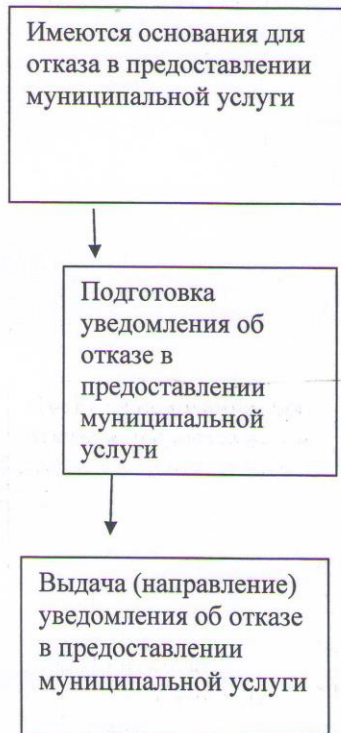 Имеются основания для
отказа в предоставлении
муниципальной услуги
Подготовка
уведомления об
отказе в
предоставлении
муниципальной
услуги
Выдача (направление)
уведомления об отказе
в предоставлении
муниципальной услуги